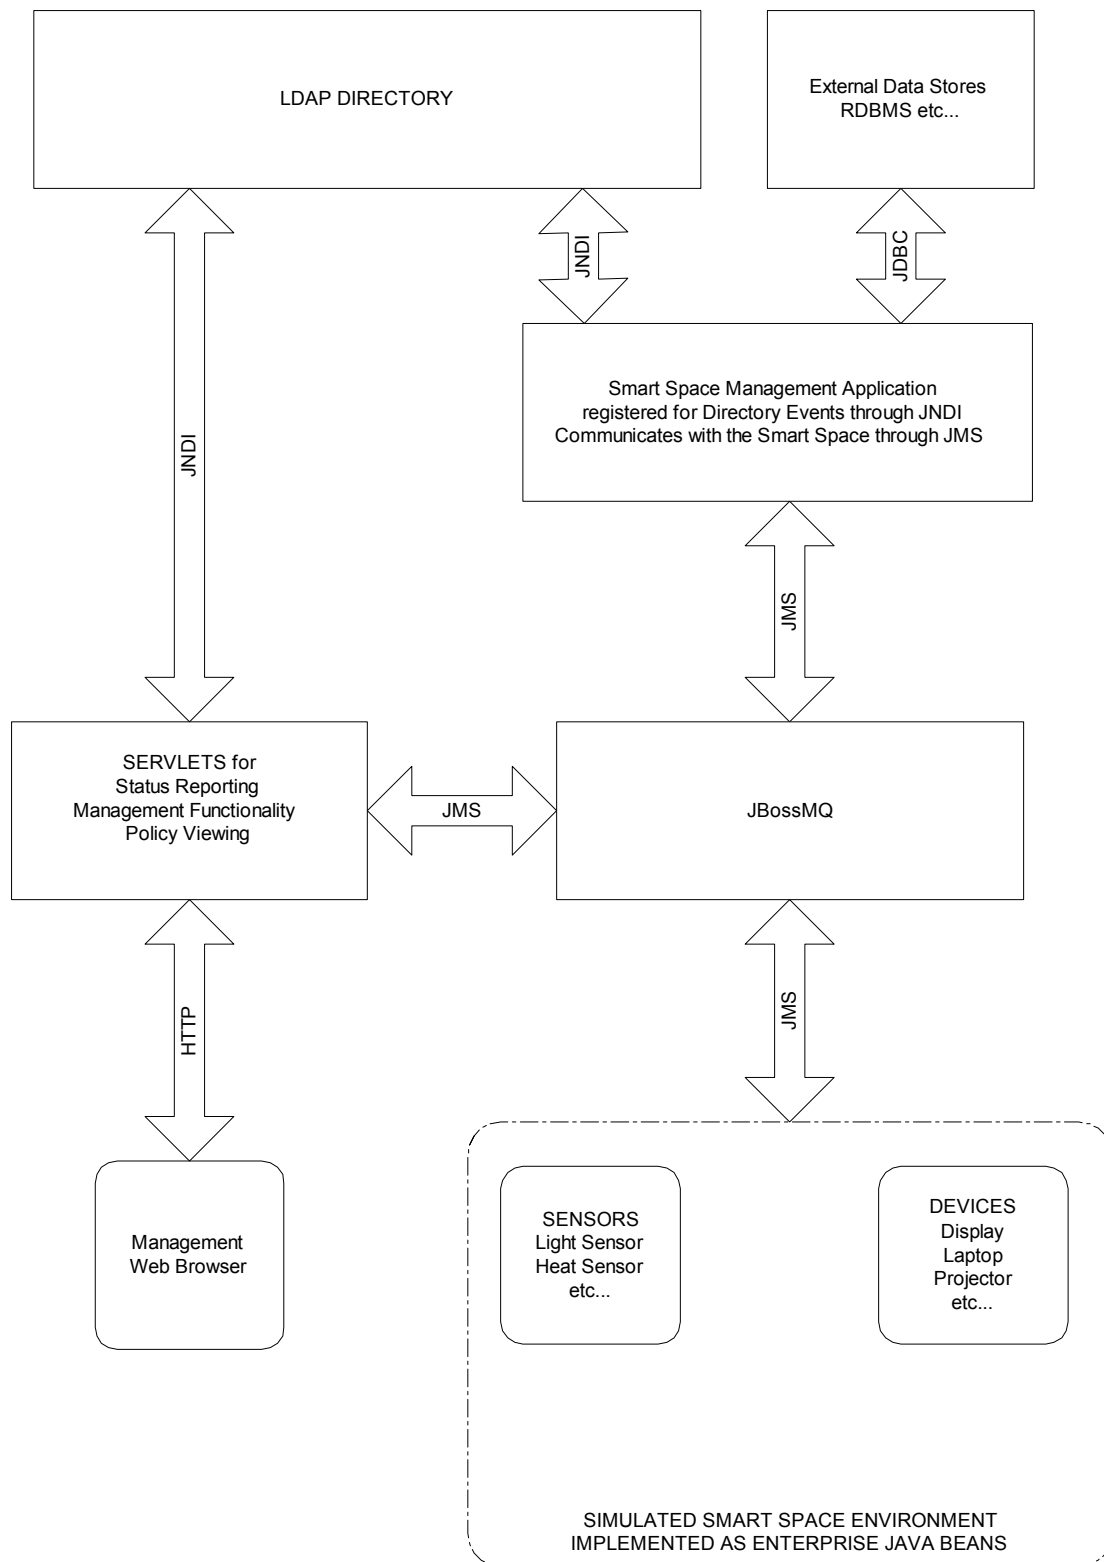 LDAP DIRECTORY
External Data Stores
RDBMS etc...
JNDI
JDBC
JNDI
Smart Space Management Application
registered for Directory Events through JNDI
Communicates with the Smart Space through JMS
JMS
SERVLETS for
Status Reporting
Management Functionality
Policy Viewing
JMS
JBossMQ
HTTP
JMS
Management
Web Browser
SENSORS
Light Sensor
Heat Sensor
etc...
DEVICES
Display
Laptop
Projector
etc...
SIMULATED SMART SPACE ENVIRONMENT
IMPLEMENTED AS ENTERPRISE JAVA BEANS